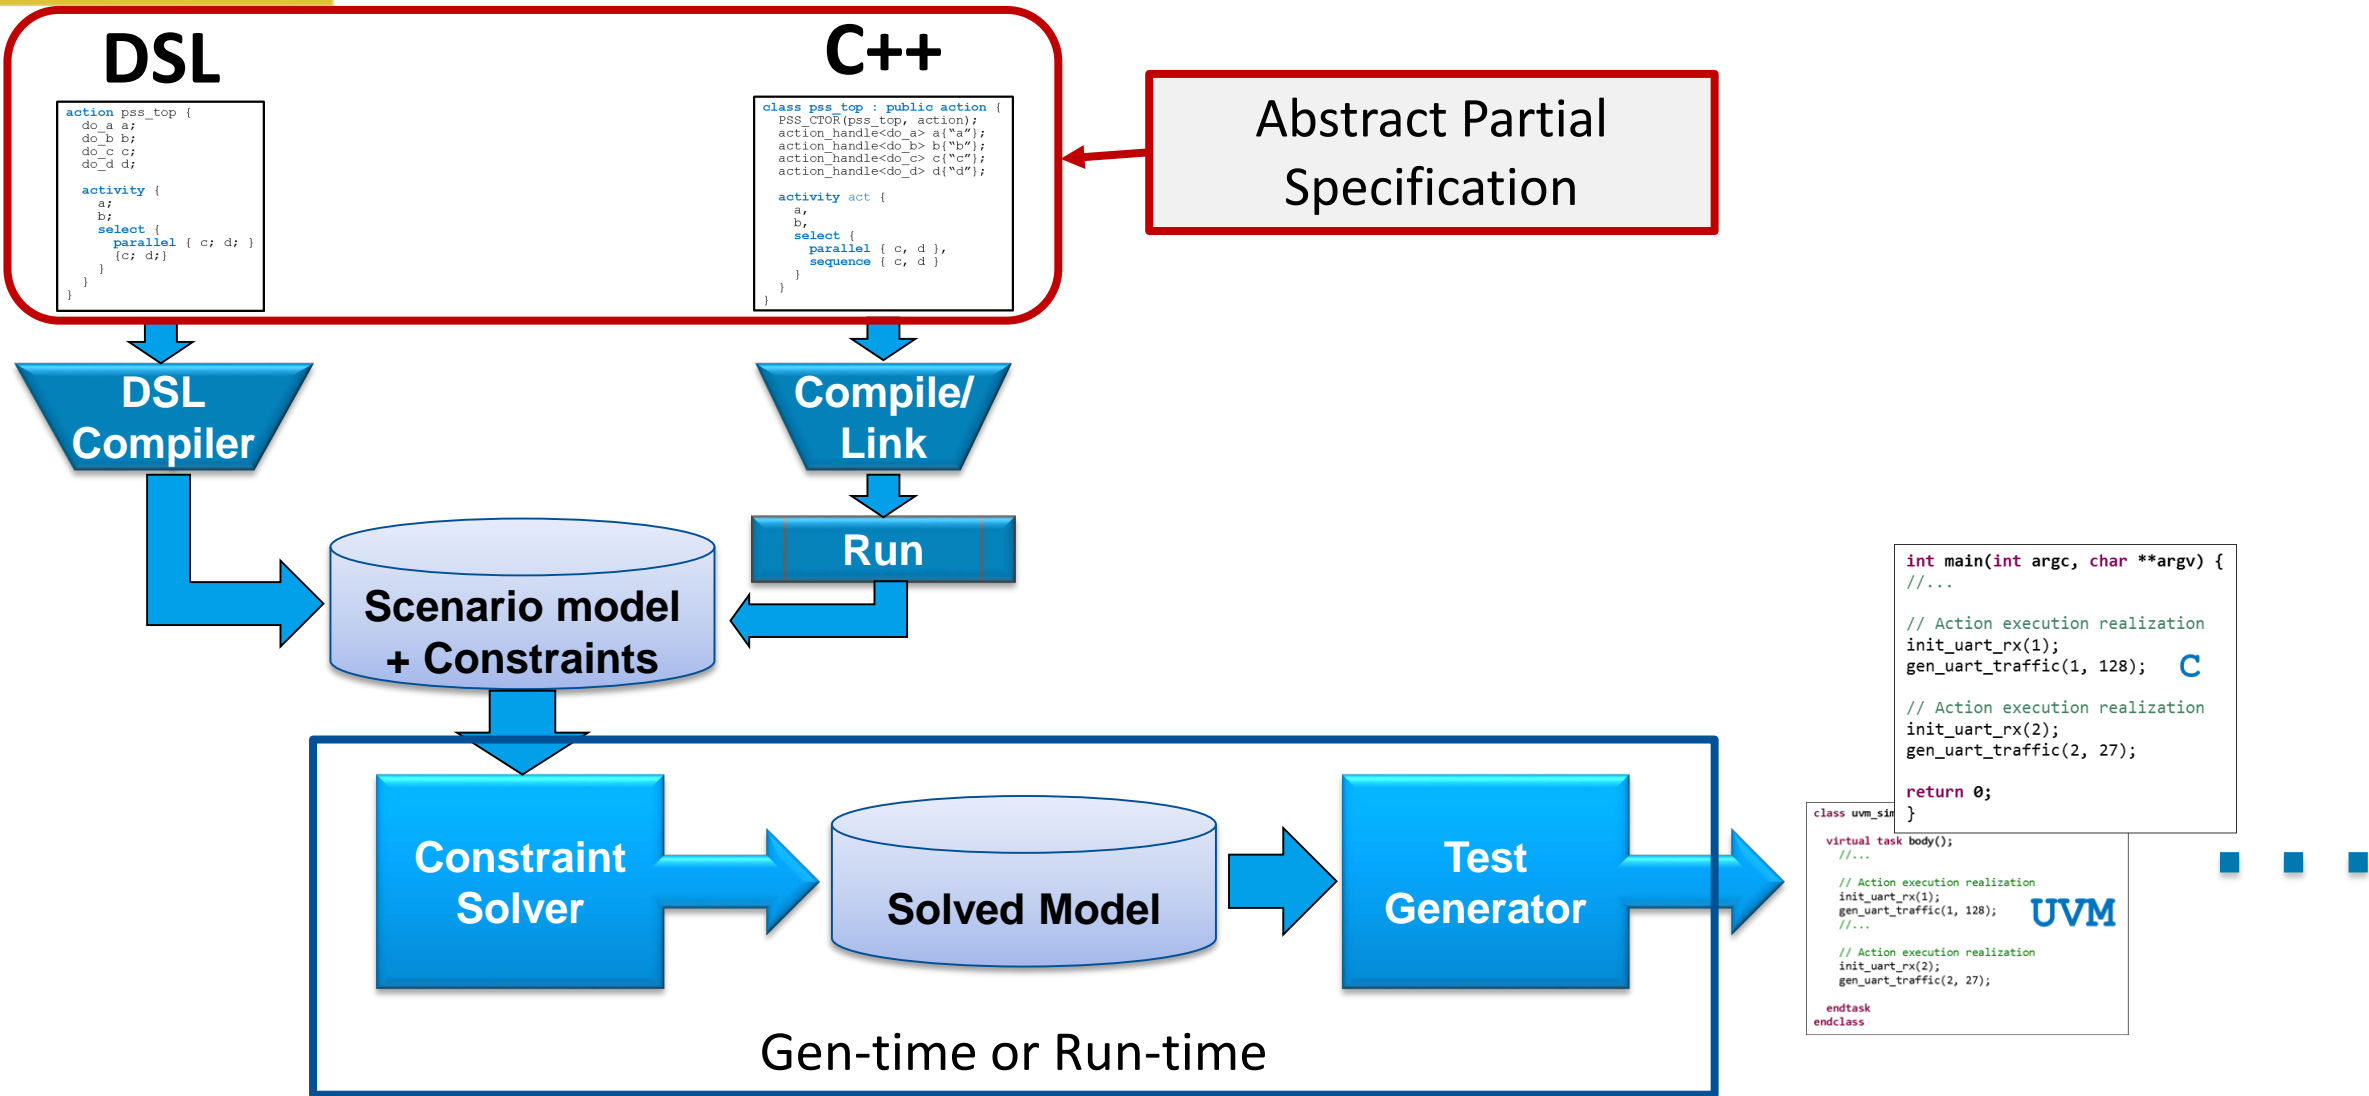 DSL
action pss_top {
do_a a;
do_b b;
do_c c;
do_d d;
activity {
a;
b;
select {
parallel { c; d; }
{c; d;}
}
}
}
C++
class pss_top : public action {
PSS_CTOR(pss_top, action);
action_handle<do_a> a{“a”};
action_handle<do_b> b{“b”};
action_handle<do_c> c{“c”};
action_handle<do_d> d{“d”};
activity act {
a,
b,
select {
parallel { c, d },
sequence { c, d }
}
}
}
Abstract Partial
Specification
DSL
Compiler
Compile/
Link
Run
Scenario model
+ Constraints
Constraint
Solver
Solved Model
Test
Generator
Gen-time or Run-time
int main(int argc, char **argv) {
//...
// Action execution realization
init_uart_rx(1);
gen_uart_traffic(1, 128);
C
// Action execution realization
init_uart_rx(2);
gen_uart_traffic(2, 27);
return 0;
}
class uvm_sim
virtual task body();
//...
// Action execution realization
init_uart_rx(1);
gen_uart_traffic(1, 128);
//...
UVM
// Action execution realization
init_uart_rx(2);
gen_uart_traffic(2, 27);
endtask
endclass